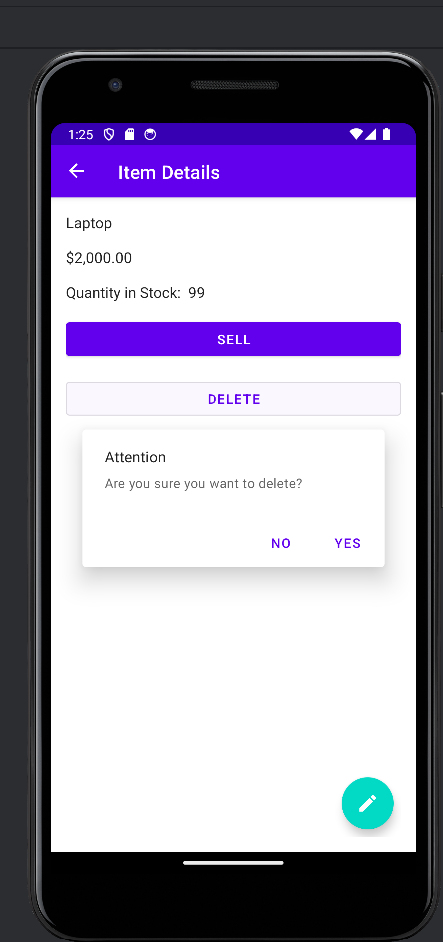 1:25
Item Details
Laptop
$2,000.00
Quantity in Stock: 99
SELL
DELETE
Attention
Are you sure you want to delete?
NO YES